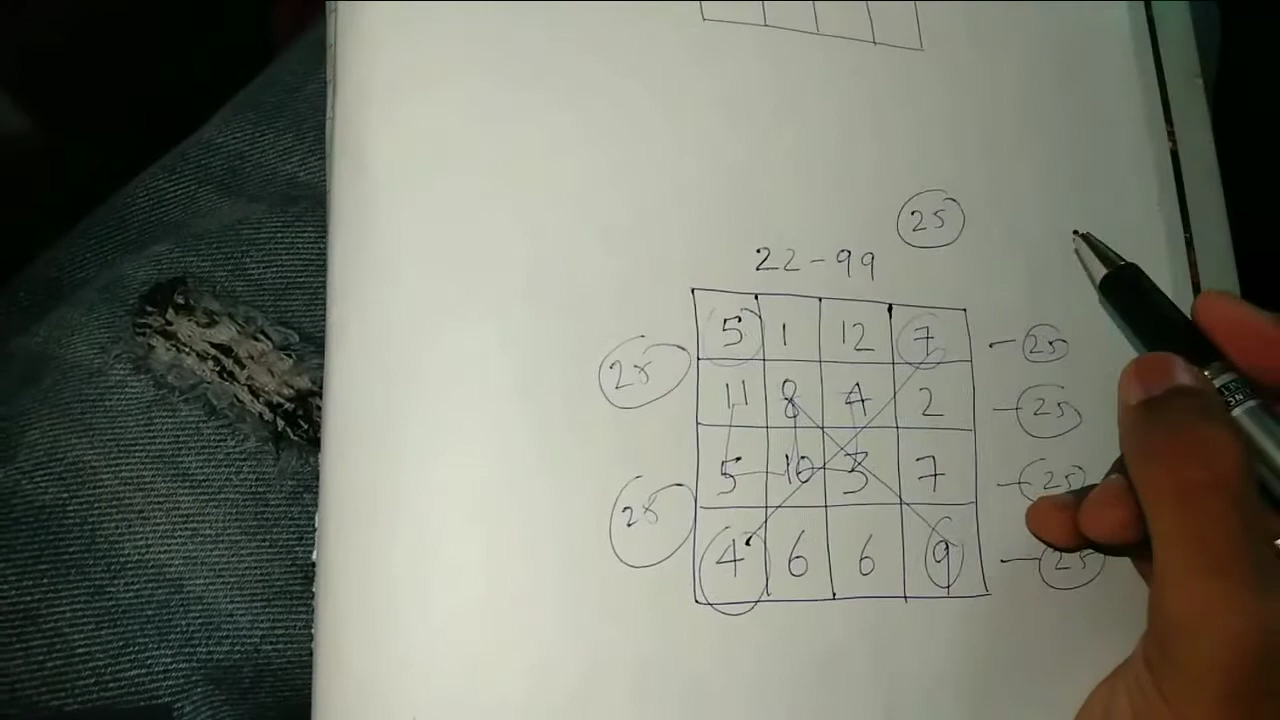 25
22-99
5 1 12 7 - 25
25
11 8 4 2 - 25
5 10 3 7 - 25
25
4 6 6 9 - 25